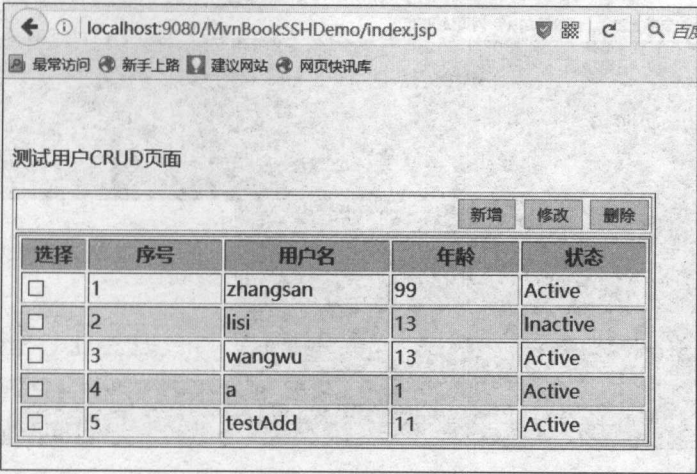 localhost:9080/MvnBookSSHDemo/index.jsp 百度
最常访问 新手上路 建议网站 网页快讯库
测试用户CRUD页面
新增 修改 删除
选择 序号 用户名 年龄 状态
1 zhangsan 99 Active
2 lisi 13 Inactive
3 wangwu 13 Active
4 a 1 Active
5 testAdd 11 Active